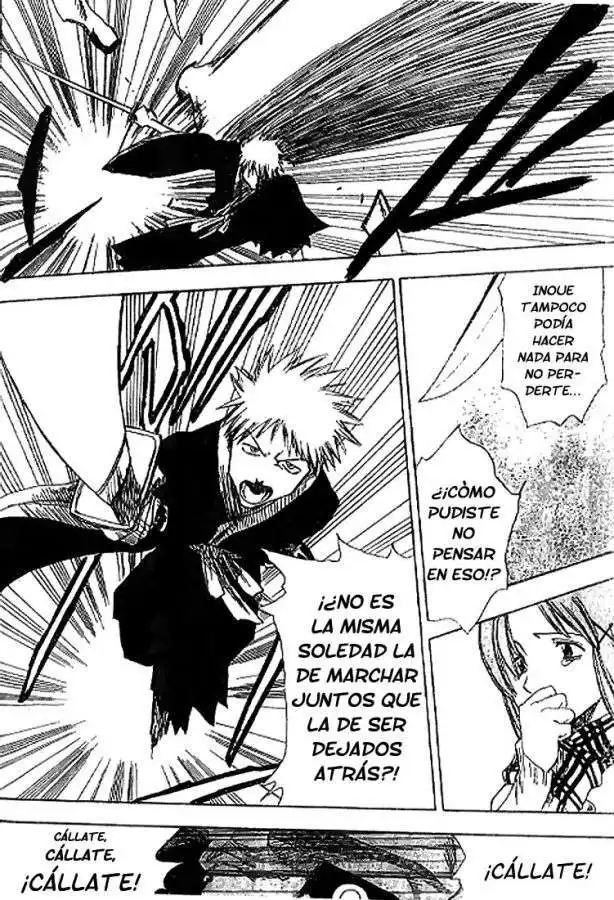 INOUE
TAMPOCO
PODÍA
HACER
NADA PARA
NO PER-
DERTE...
¿¡CÒMO
PUDISTE
NO
PENSAR
EN ESO!?
¡¿NO ES
LA MISMA
SOLEDAD LA
DE MARCHAR
JUNTOS QUE
LA DE SER
DEJADOS
ATRÁS?!
CÁLLATE,
CÁLLATE,
¡CÁLLATE!
¡CÁLLATE!